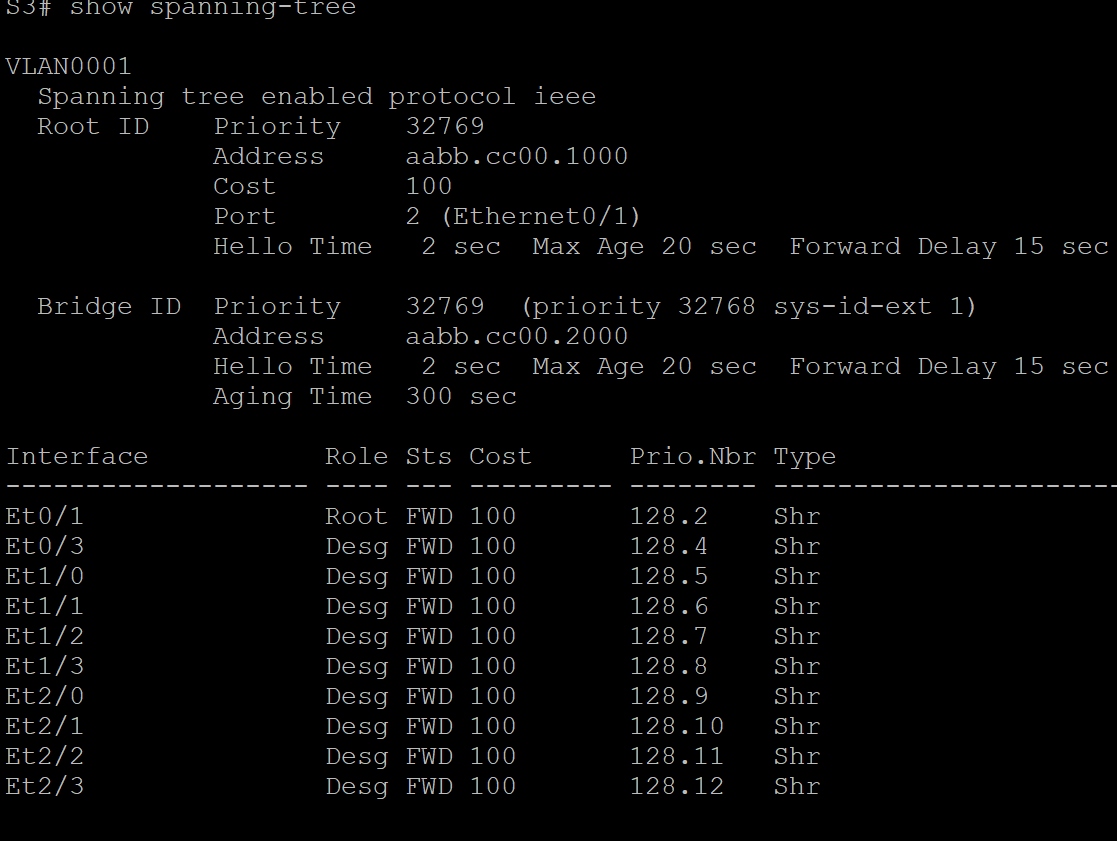 S3# show spanning-tree
VLAN0001
  Spanning tree enabled protocol ieee
  Root ID    Priority    32769
             Address     aabb.cc00.1000
             Cost        100
             Port        2 (Ethernet0/1)
             Hello Time   2 sec  Max Age 20 sec  Forward Delay 15 sec
  Bridge ID  Priority    32769  (priority 32768 sys-id-ext 1)
             Address     aabb.cc00.2000
             Hello Time   2 sec  Max Age 20 sec  Forward Delay 15 sec
             Aging Time  300 sec
Interface           Role Sts Cost      Prio.Nbr Type
------------------- ---- --- --------- -------- ----------------------
Et0/1               Root FWD 100       128.2    Shr
Et0/3               Desg FWD 100       128.4    Shr
Et1/0               Desg FWD 100       128.5    Shr
Et1/1               Desg FWD 100       128.6    Shr
Et1/2               Desg FWD 100       128.7    Shr
Et1/3               Desg FWD 100       128.8    Shr
Et2/0               Desg FWD 100       128.9    Shr
Et2/1               Desg FWD 100       128.10   Shr
Et2/2               Desg FWD 100       128.11   Shr
Et2/3               Desg FWD 100       128.12   Shr